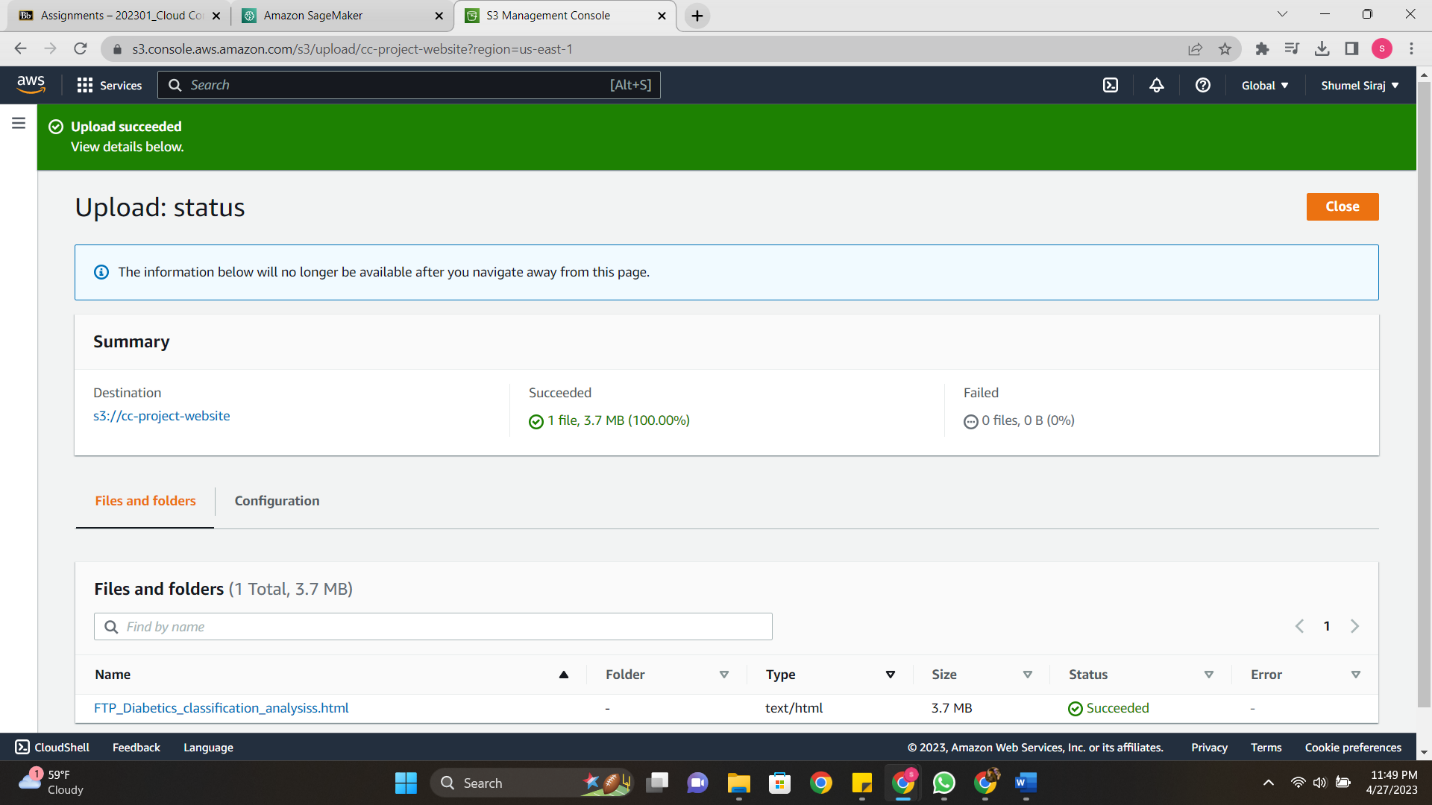 Assignments – 202301_Cloud Co
Amazon SageMaker
S3 Management Console
s3.console.aws.amazon.com/s3/upload/cc-project-website?region=us-east-1
S
aws
Services
Search
[Alt+S]
Global
Shumel Siraj
Upload succeeded
View details below.
Upload: status
Close
The information below will no longer be available after you navigate away from this page.
Summary
Destination
s3://cc-project-website
Succeeded
1 file, 3.7 MB (100.00%)
Failed
0 files, 0 B (0%)
Files and folders
Configuration
Files and folders (1 Total, 3.7 MB)
Find by name
1
Name Folder Type Size Status Error
FTP_Diabetics_classification_analysiss.html - text/html 3.7 MB Succeeded -
CloudShell Feedback Language © 2023, Amazon Web Services, Inc. or its affiliates. Privacy Terms Cookie preferences
1
59°F
Cloudy
Search
11:49 PM
4/27/2023